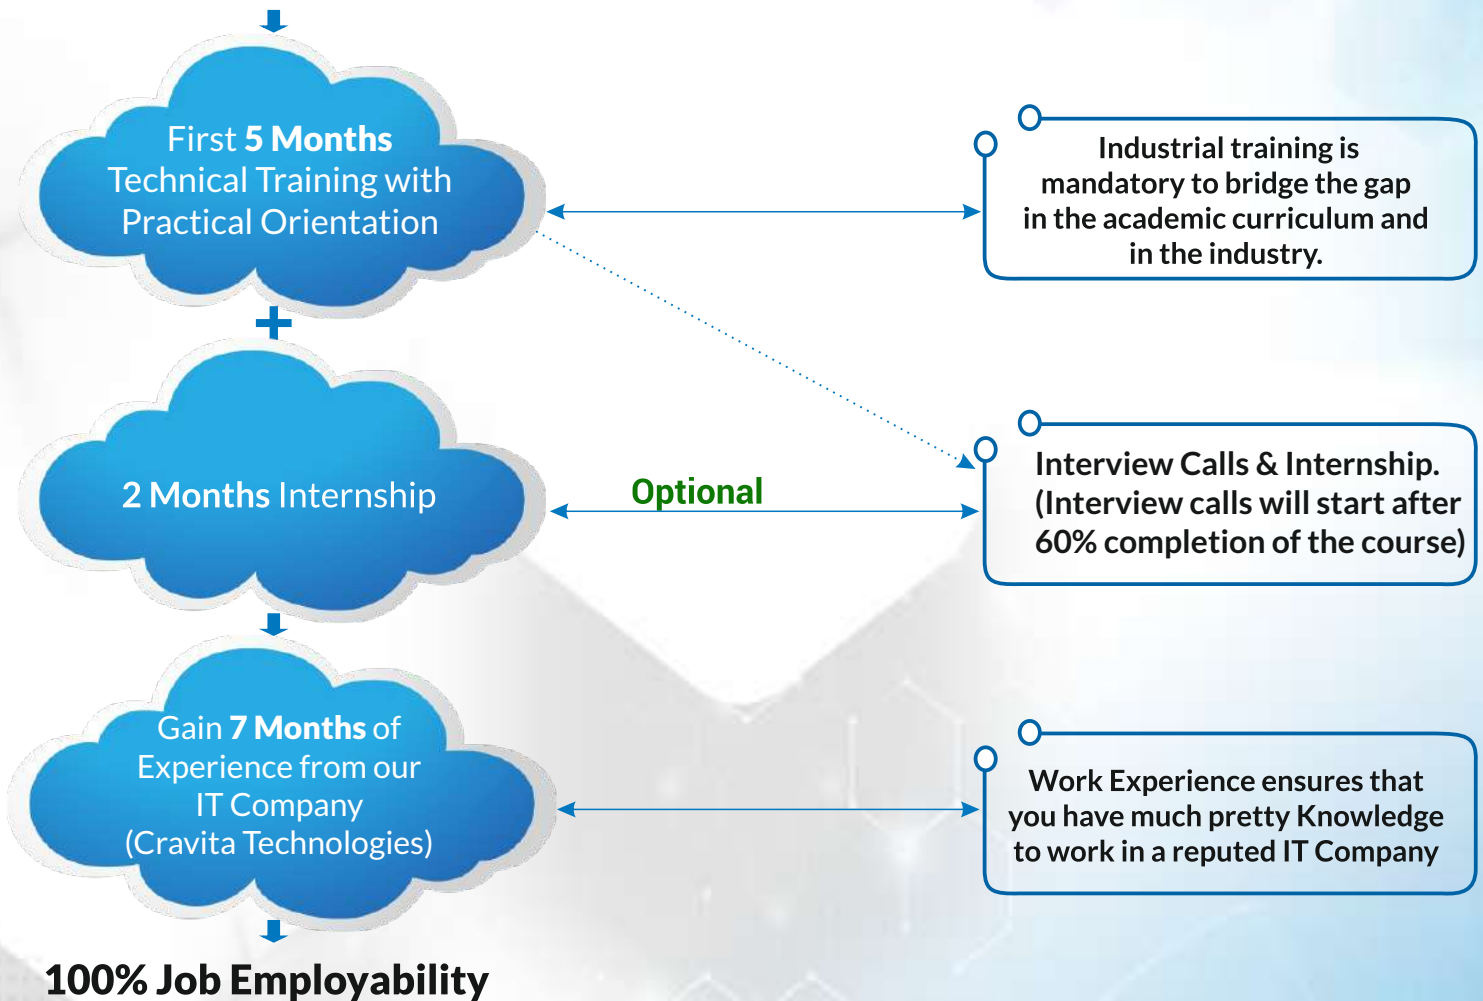 First 5 Months
Technical Training with
Practical Orientation
Industrial training is
mandatory to bridge the gap
in the academic curriculum and
in the industry.
+
2 Months Internship
Optional
Interview Calls & Internship.
(Interview calls will start after
60% completion of the course)
Gain 7 Months of
Experience from our
IT Company
(Cravita Technologies)
Work Experience ensures that
you have much pretty Knowledge
to work in a reputed IT Company
100% Job Employability